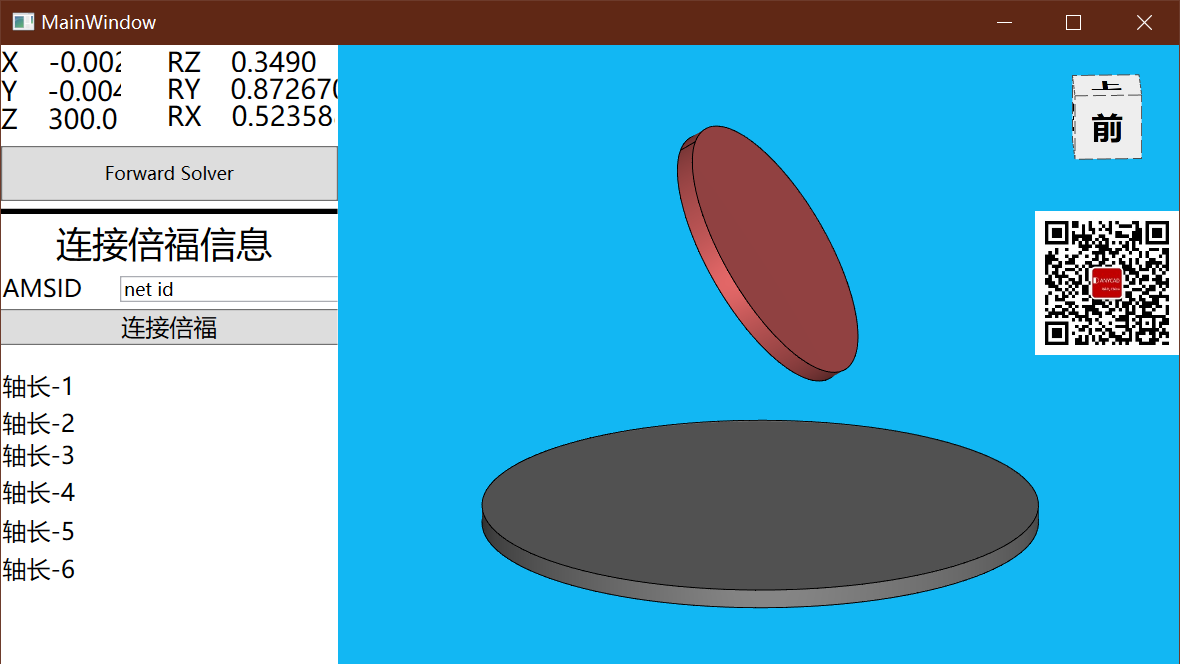 MainWindow
X -0.002 RZ 0.3490
Y -0.004 RY 0.872670
Z 300.0 RX 0.52358
Forward Solver
连接倍福信息
AMSID net id
连接倍福
轴长-1
轴长-2
轴长-3
轴长-4
轴长-5
轴长-6
前
ANYCAD